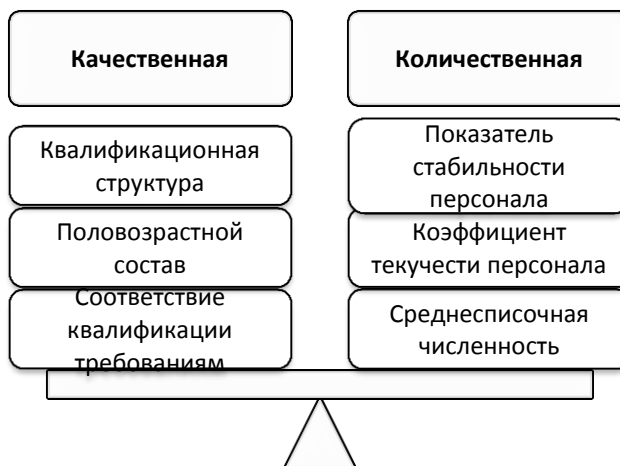 Качественная
Квалификационная
структура
Половозрастной
состав
Соответствие
квалификации
требованиям
Количественная
Показатель
стабильности
персонала
Коэффициент
текучести персонала
Среднесписочная
численность